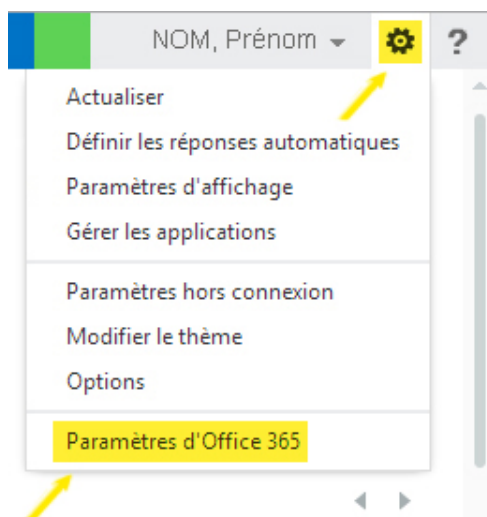 NOM, Prénom
?
Actualiser
Définir les réponses automatiques
Paramètres d'affichage
Gérer les applications
Paramètres hors connexion
Modifier le thème
Options
Paramètres d'Office 365